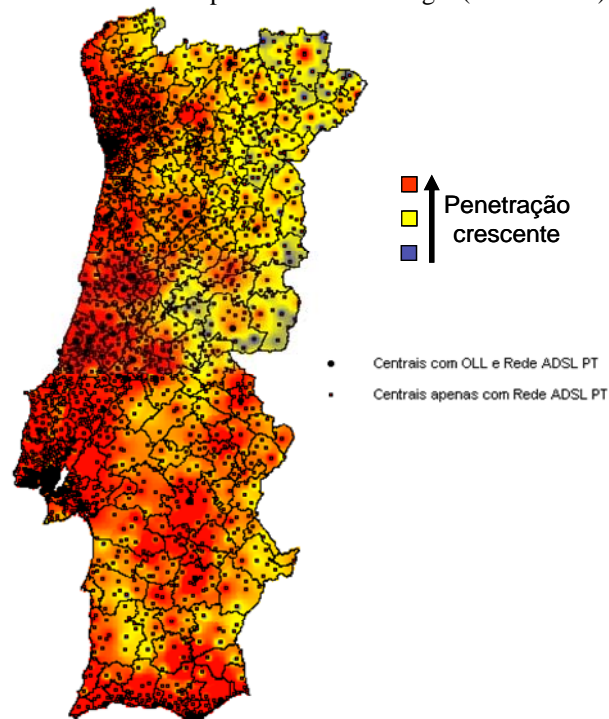 Penetração
crescente
Centrais com OLL e Rede ADSL PT
Centrais apenas com Rede ADSL PT